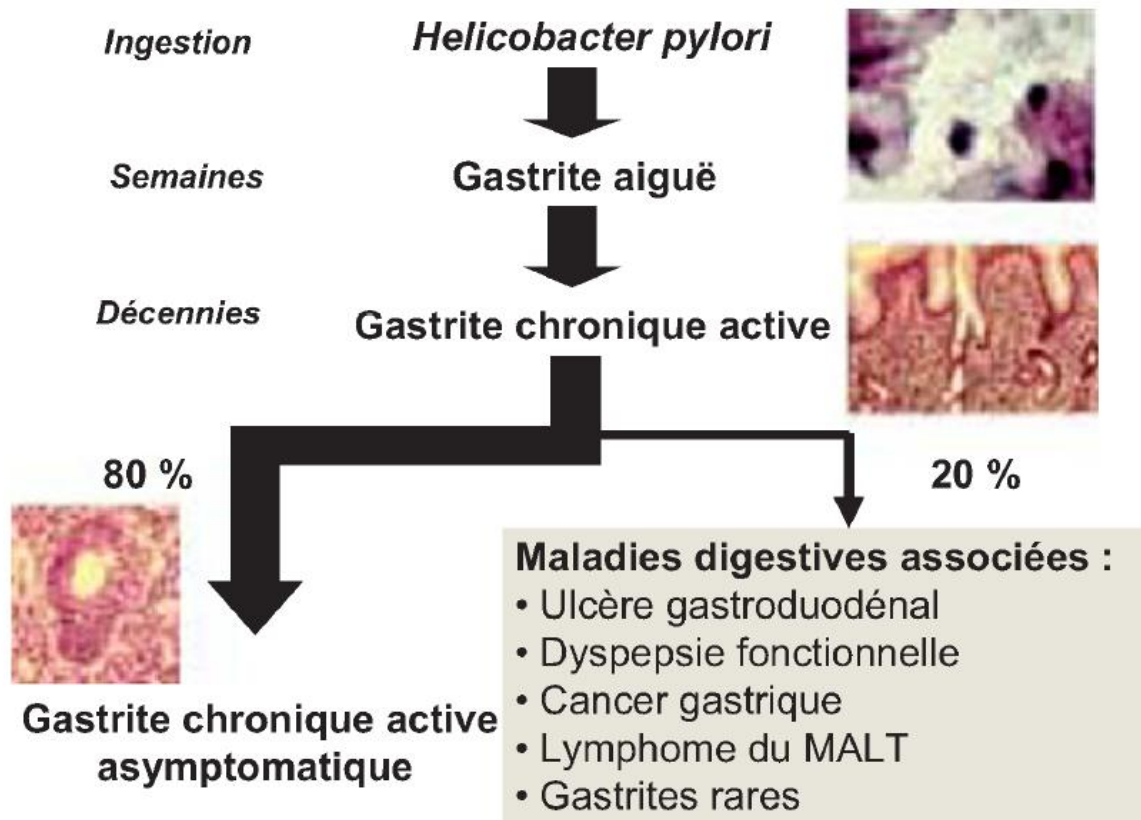 Ingestion
Helicobacter pylori
Semaines
Gastrite aiguë
Décennies
Gastrite chronique active
80 %
20 %
Gastrite chronique active
asymptomatique
Maladies digestives associées :
• Ulcère gastroduodénal
• Dyspepsie fonctionnelle
• Cancer gastrique
• Lymphome du MALT
• Gastrites rares